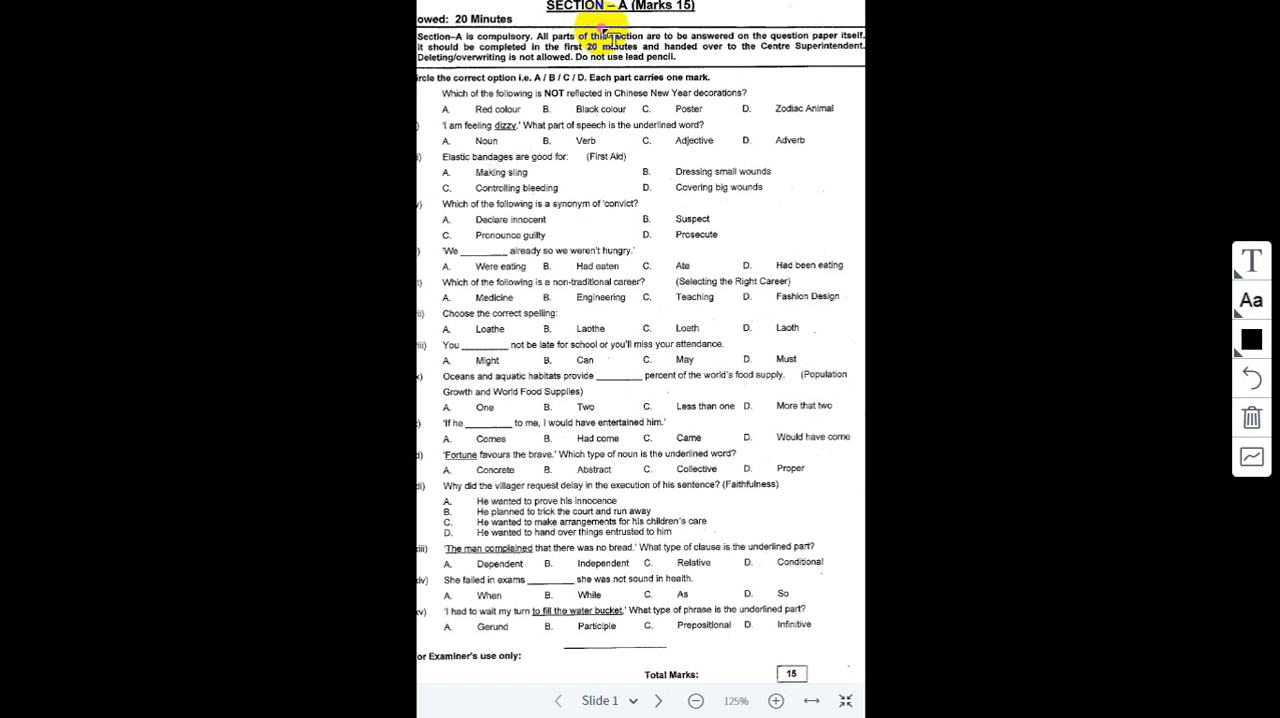 SECTION – A (Marks 15)
owed: 20 Minutes
Section–A is compulsory. All parts of this section are to be answered on the question paper itself.
It should be completed in the first 20 minutes and handed over to the Centre Superintendent.
Deleting/overwriting is not allowed. Do not use lead pencil.
ircle the correct option i.e. A / B / C / D. Each part carries one mark.
Which of the following is NOT reflected in Chinese New Year decorations?
A. Red colour B. Black colour C. Poster D. Zodiac Animal
) 'I am feeling dizzy.' What part of speech is the underlined word?
A. Noun B. Verb C. Adjective D. Adverb
i) Elastic bandages are good for: (First Aid)
A. Making sling B. Dressing small wounds
C. Controlling bleeding D. Covering big wounds
v) Which of the following is a synonym of 'convict'?
A. Declare innocent B. Suspect
C. Pronounce guilty D. Prosecute
) 'We ________ already so we weren't hungry.'
A. Were eating B. Had eaten C. Ate D. Had been eating
i) Which of the following is a non-traditional career? (Selecting the Right Career)
A. Medicine B. Engineering C. Teaching D. Fashion Design
ii) Choose the correct spelling:
A. Loathe B. Laothe C. Loeth D. Laoth
iii) You ________ not be late for school or you'll miss your attendance.
A. Might B. Can C. May D. Must
x) Oceans and aquatic habitats provide ________ percent of the world's food supply. (Population
Growth and World Food Supplies)
A. One B. Two C. Less than one D. More that two
) 'If he ________ to me, I would have entertained him.'
A. Comes B. Had come C. Came D. Would have come
i) 'Fortune favours the brave.' Which type of noun is the underlined word?
A. Concrete B. Abstract C. Collective D. Proper
ii) Why did the villager request delay in the execution of his sentence? (Faithfulness)
A. He wanted to prove his innocence
B. He planned to trick the court and run away
C. He wanted to make arrangements for his children's care
D. He wanted to hand over things entrusted to him
xiii) 'The man complained that there was no bread.' What type of clause is the underlined part?
A. Dependent B. Independent C. Relative D. Conditional
xiv) She failed in exams ________ she was not sound in health.
A. When B. While C. As D. So
xv) 'I had to wait my turn to fill the water bucket.' What type of phrase is the underlined part?
A. Gerund B. Participle C. Prepositional D. Infinitive
or Examiner's use only:
Total Marks: 15
Slide 1 125%
T
Aa